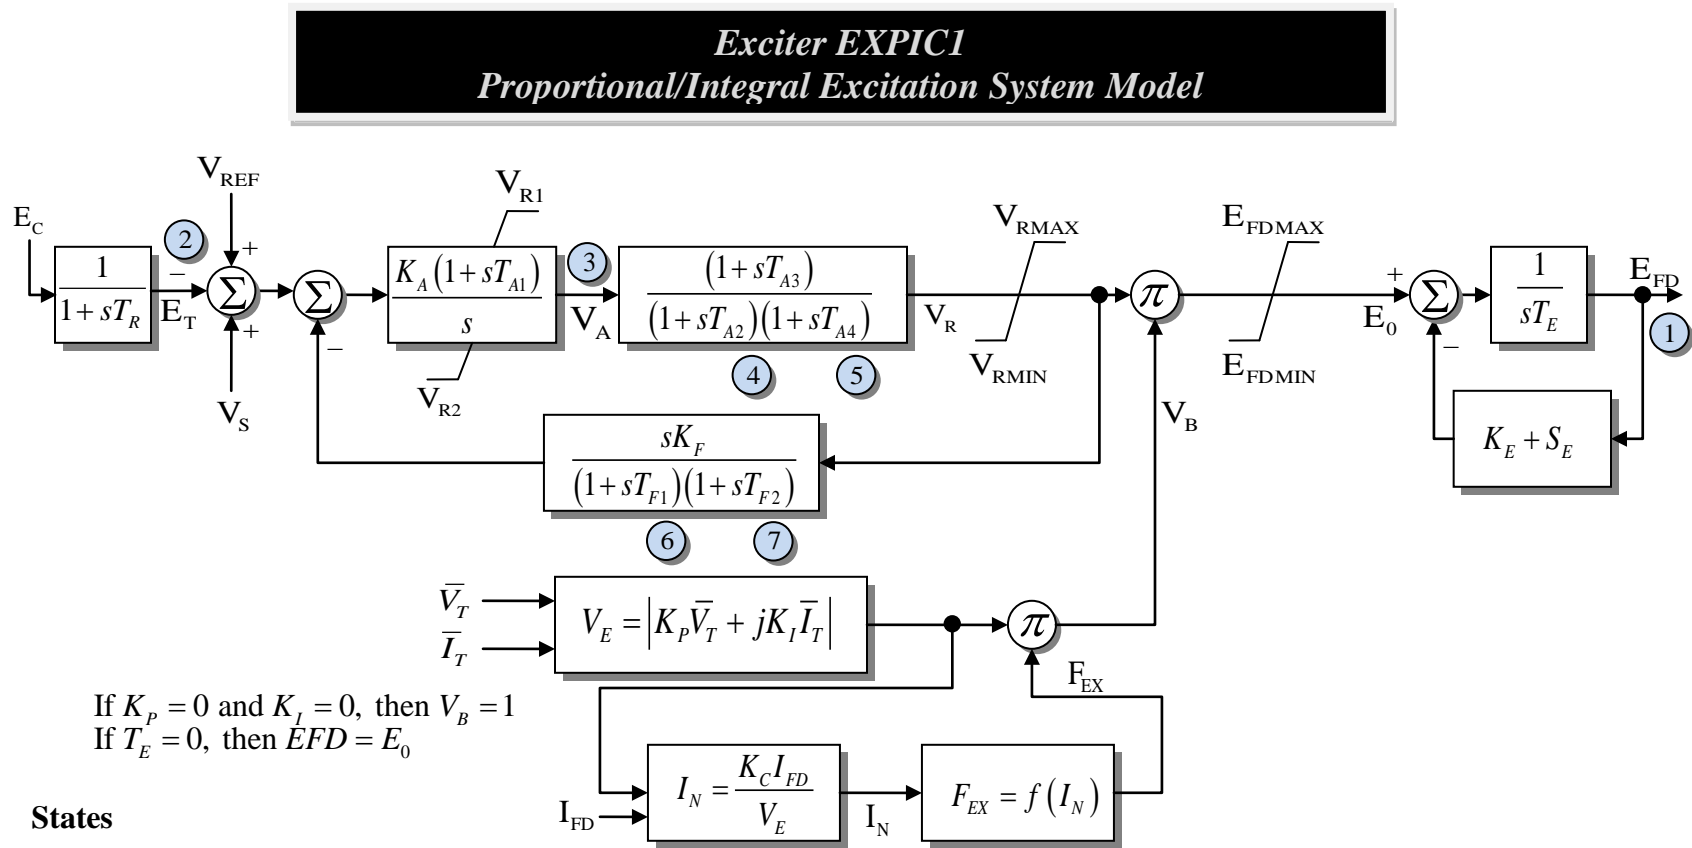 Exciter EXPIC1
Proportional/Integral Excitation System Model
V_REF
E_C
2
1
1 + sT_R
−
E_T
+
Σ
+
V_S
Σ
−
V_R1
K_A(1 + sT_A1)
s
V_R2
3
V_A
(1 + sT_A3)
(1 + sT_A2)(1 + sT_A4)
4
5
V_R
V_RMAX
V_RMIN
π
E_FDMAX
E_FDMIN
+
E_0
Σ
−
1
sT_E
E_FD
1
K_E + S_E
V_B
sK_F
(1 + sT_F1)(1 + sT_F2)
6
7
V̅_T
I̅_T
V_E = |K_P V̅_T + jK_I I̅_T|
π
F_EX
If K_P = 0 and K_I = 0, then V_B = 1
If T_E = 0, then EFD = E_0
I_FD
I_N = K_C I_FD
V_E
I_N
F_EX = f(I_N)
States